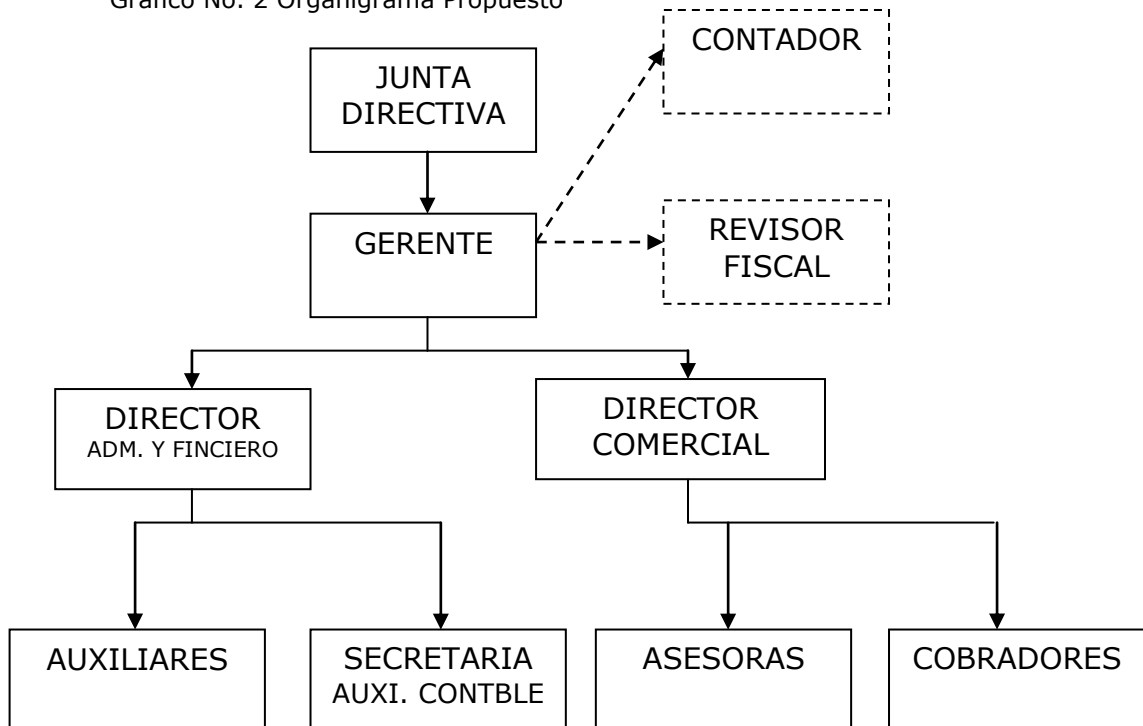 Gráfico No. 2 Organigrama Propuesto
CONTADOR
JUNTA
DIRECTIVA
GERENTE
REVISOR
FISCAL
DIRECTOR
ADM. Y FINCIERO
DIRECTOR
COMERCIAL
AUXILIARES
SECRETARIA
AUXI. CONTBLE
ASESORAS
COBRADORES